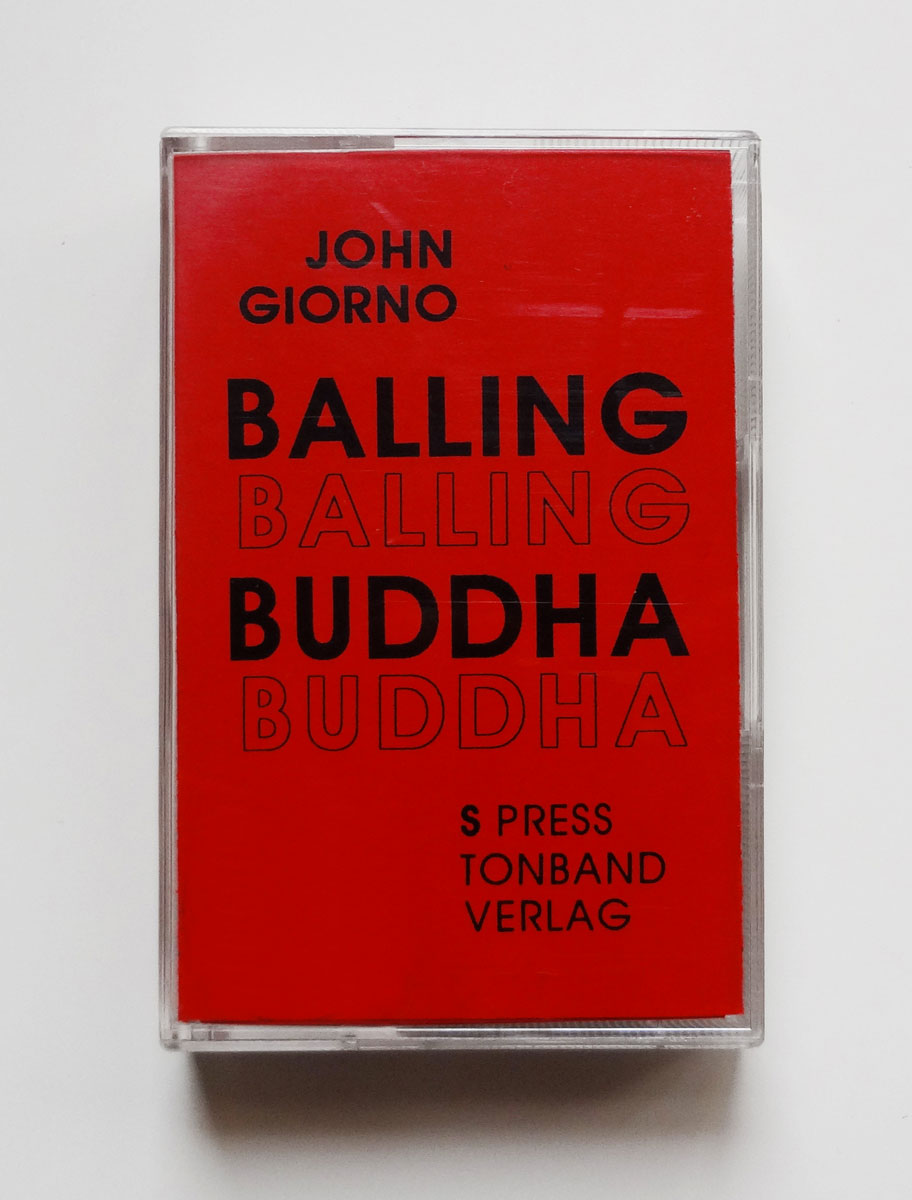 JOHN
GIORNO
BALLING
BALLING
BUDDHA
BUDDHA
S PRESS
TONBAND
VERLAG